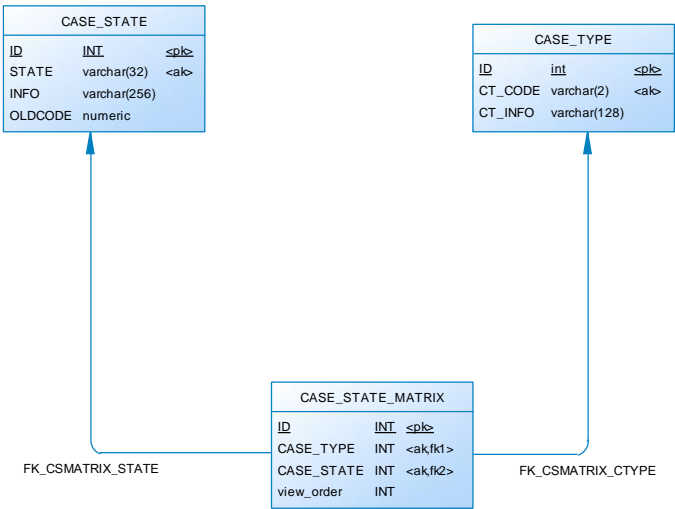 CASE_STATE
ID INT <pk>
STATE varchar(32) <ak>
INFO varchar(256)
OLDCODE numeric
CASE_TYPE
ID int <pk>
CT_CODE varchar(2) <ak>
CT_INFO varchar(128)
CASE_STATE_MATRIX
ID INT <pk>
CASE_TYPE INT <ak,fk1>
CASE_STATE INT <ak,fk2>
view_order INT
FK_CSMATRIX_STATE
FK_CSMATRIX_CTYPE